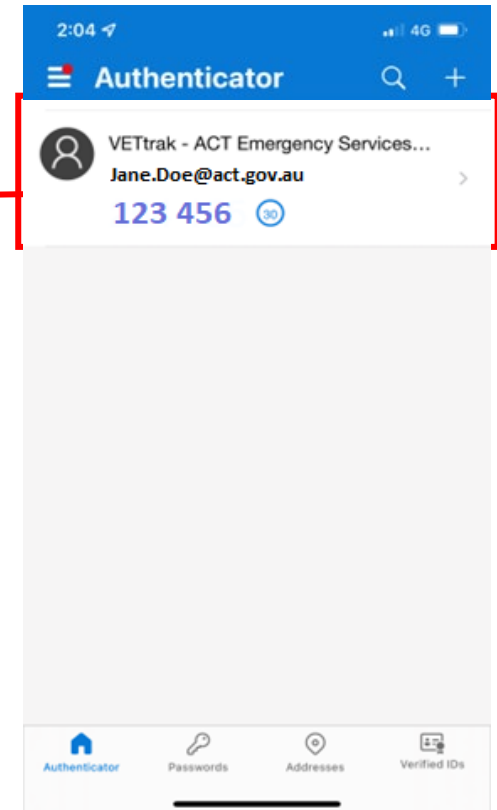 2:04 4G
Authenticator
VETtrak - ACT Emergency Services...
Jane.Doe@act.gov.au
123 456 30
Authenticator Passwords Addresses Verified IDs